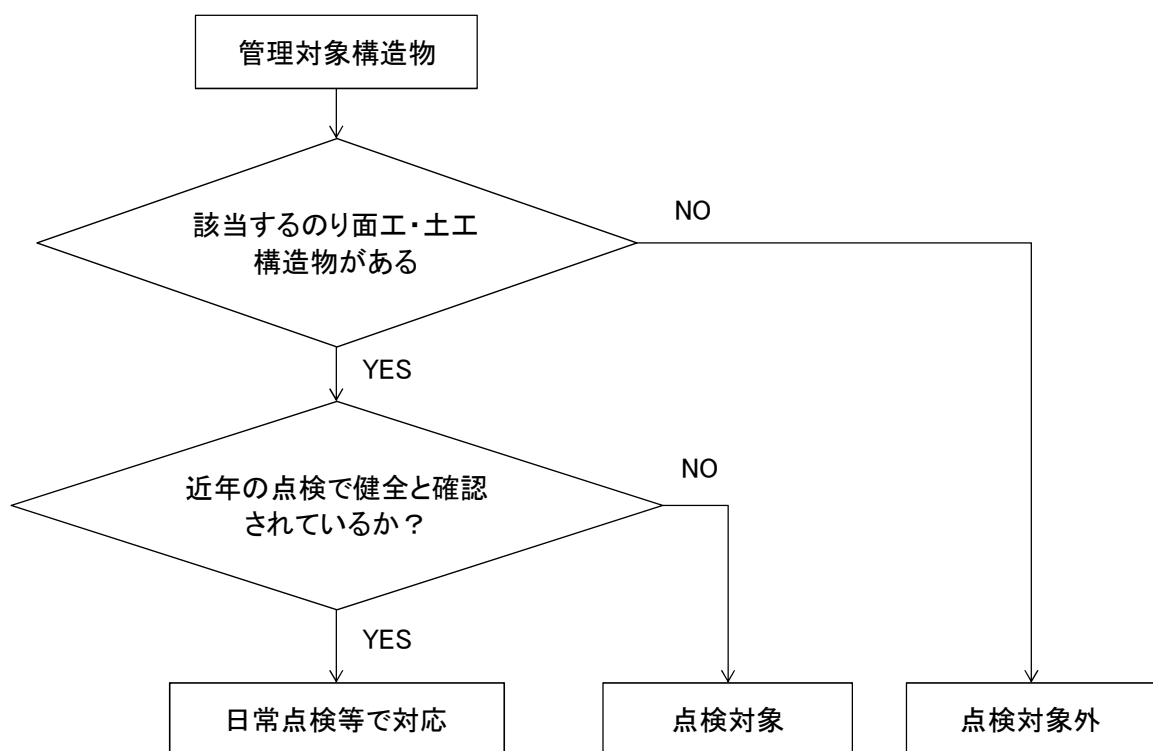 管理対象構造物
該当するのり面工・土工
構造物がある
NO
YES
近年の点検で健全と確認
されているか？
NO
YES
日常点検等で対応
点検対象
点検対象外